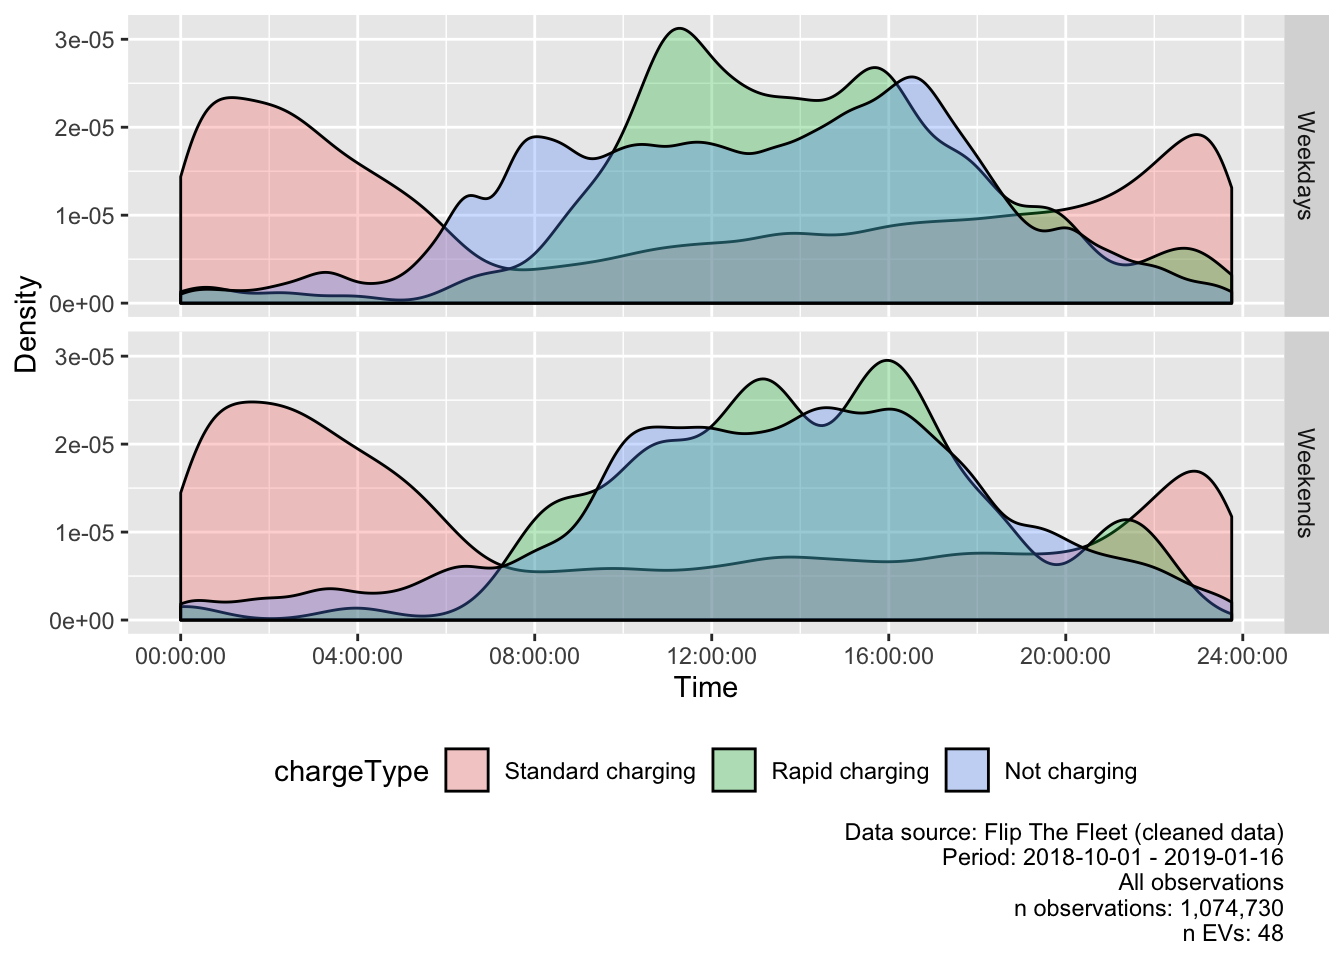 3e-05
2e-05
1e-05
0e+00
Weekdays
Density
3e-05
2e-05
1e-05
0e+00
Weekends
00:00:00 04:00:00 08:00:00 12:00:00 16:00:00 20:00:00 24:00:00
Time
chargeType Standard charging Rapid charging Not charging
Data source: Flip The Fleet (cleaned data)
Period: 2018-10-01 - 2019-01-16
All observations
n observations: 1,074,730
n EVs: 48